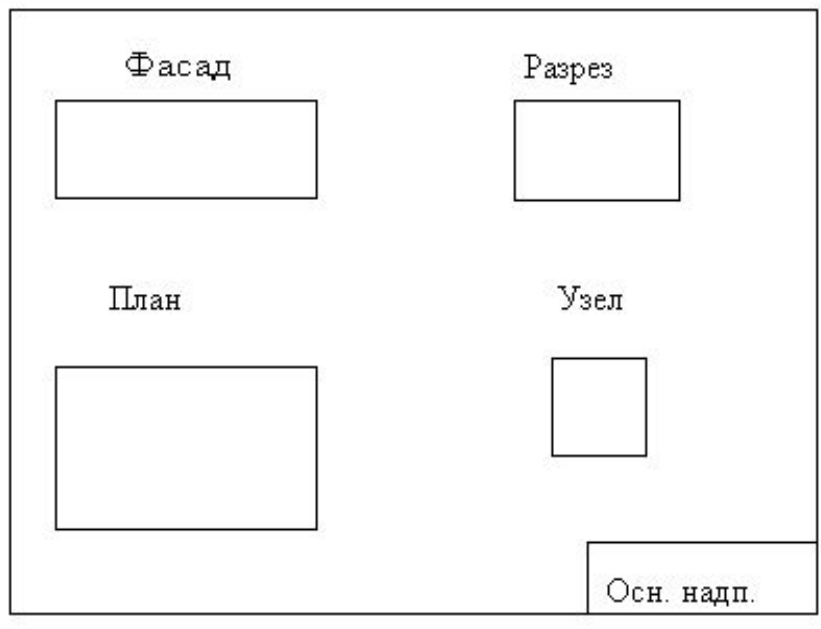 Фасад
Разрез
План
Узел
Осн. надп.